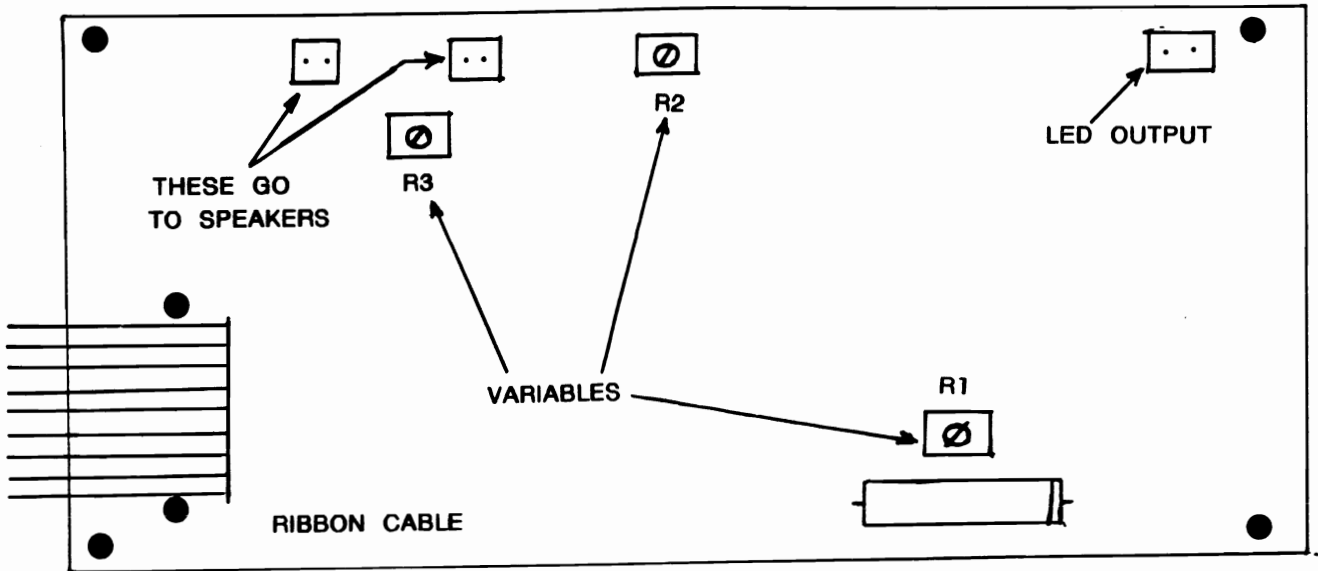 R2
LED OUTPUT
THESE GO
TO SPEAKERS
R3
VARIABLES
R1
RIBBON CABLE